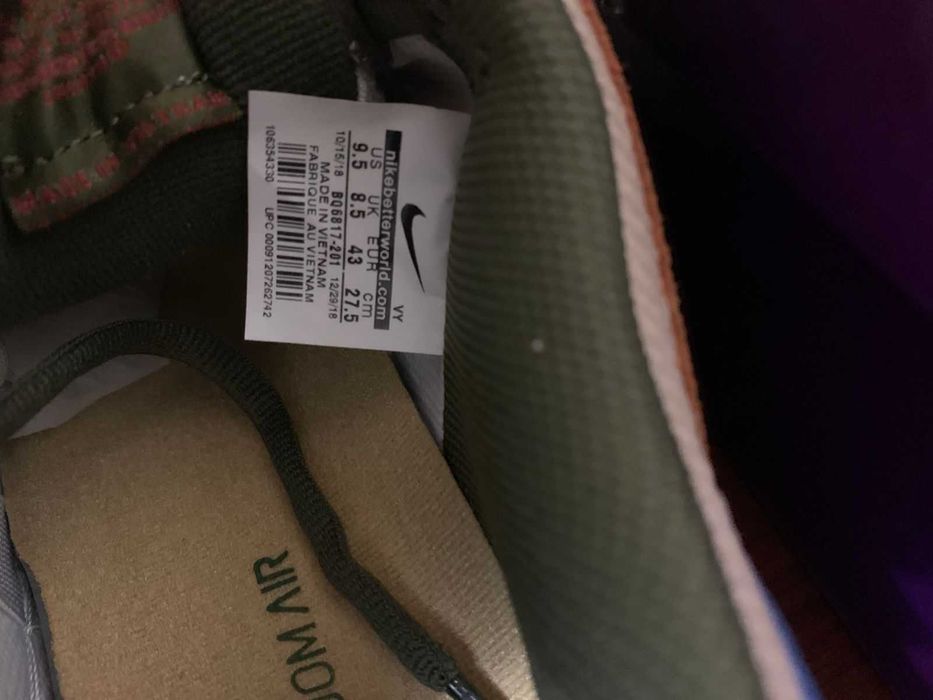 VY
nikebetterworld.com
US UK EUR cm
9.5 8.5 43 27.5
10/15/18 BQ6817-201 12/29/18
MADE IN VIETNAM
FABRIQUE AU VIETNAM
106354330 UPC 00091207262742
OOM AIR